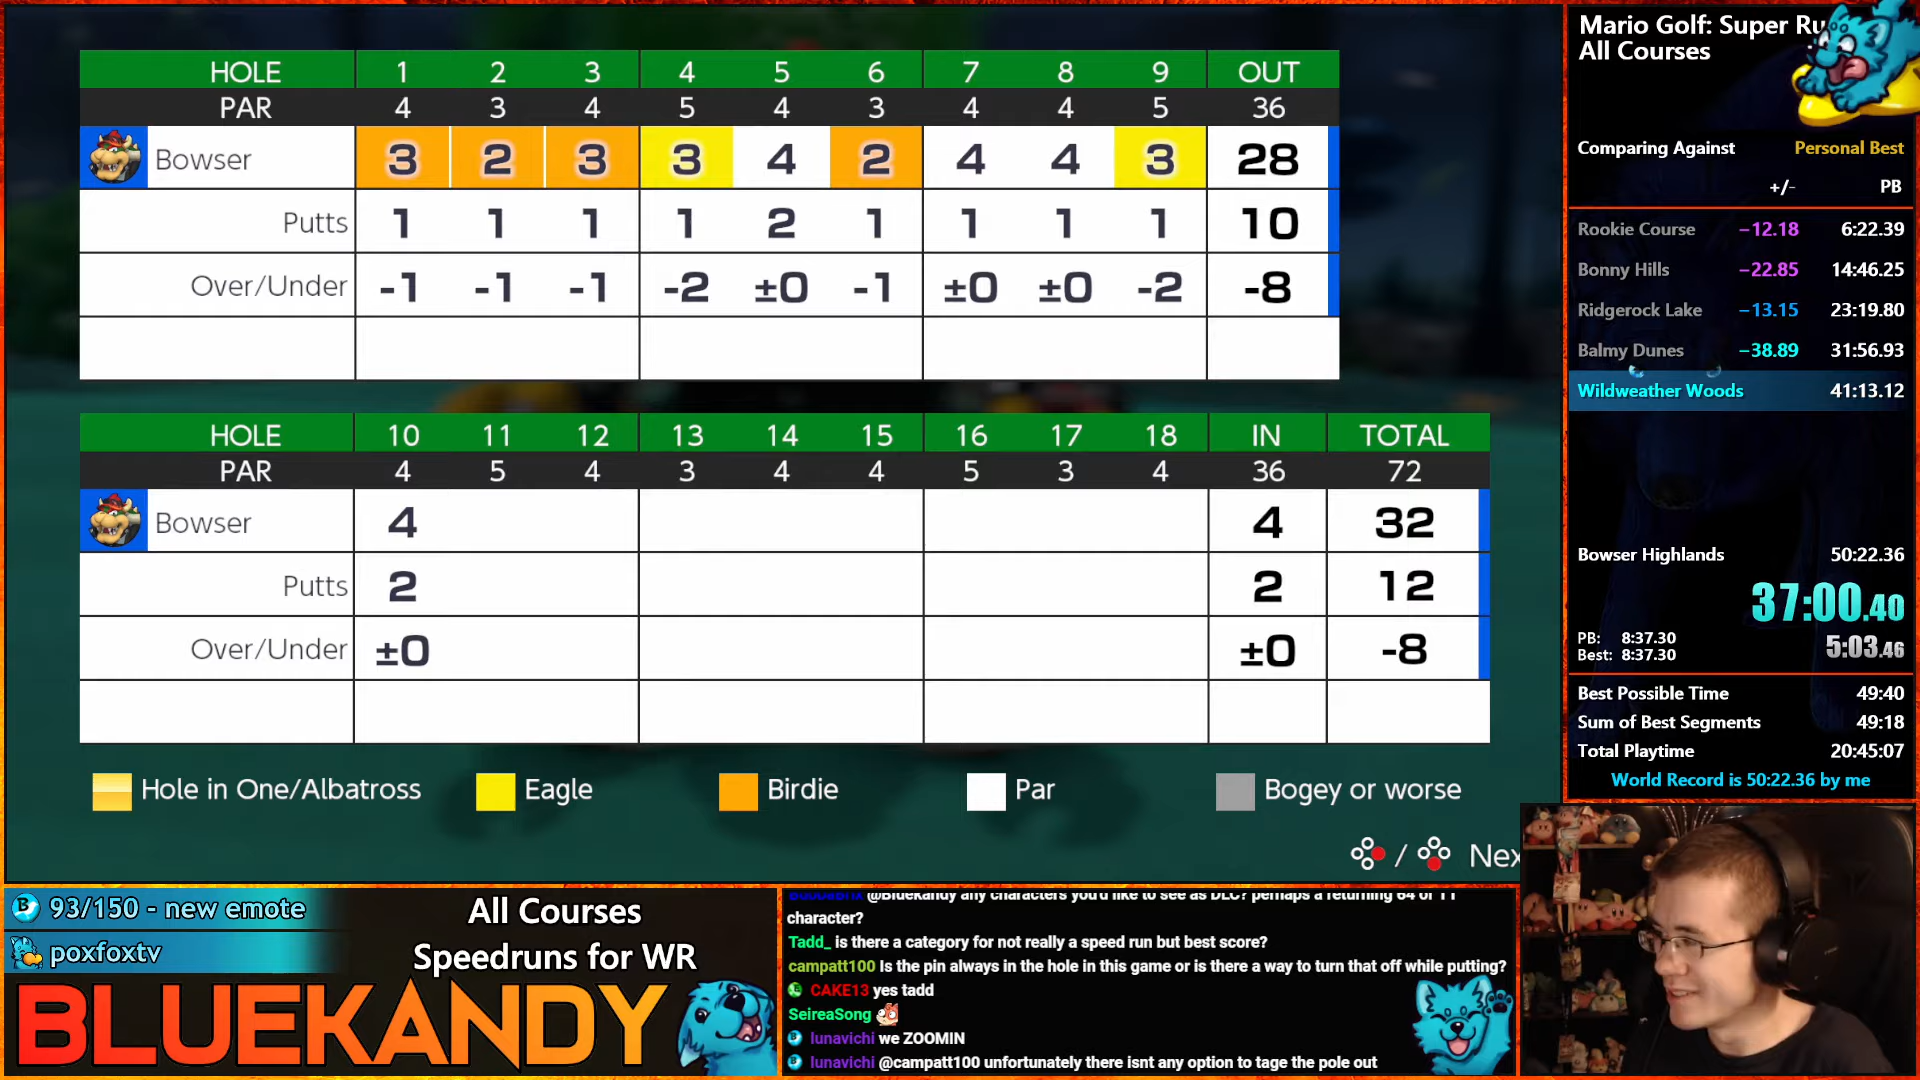 HOLE 1 2 3 4 5 6 7 8 9 OUT
PAR 4 3 4 5 4 3 4 4 5 36
Bowser 3 2 3 3 4 2 4 4 3 28
Putts 1 1 1 1 2 1 1 1 1 10
Over/Under -1 -1 -1 -2 ±0 -1 ±0 ±0 -2 -8
HOLE 10 11 12 13 14 15 16 17 18 IN TOTAL
PAR 4 5 4 3 4 4 5 3 4 36 72
Bowser 4 4 32
Putts 2 2 12
Over/Under ±0 ±0 -8
Hole in One/Albatross Eagle Birdie Par Bogey or worse
/ Nex
Mario Golf: Super Ru
All Courses
Comparing Against Personal Best
+/- PB
Rookie Course −12.18 6:22.39
Bonny Hills −22.85 14:46.25
Ridgerock Lake −13.15 23:19.80
Balmy Dunes −38.89 31:56.93
Wildweather Woods 41:13.12
Bowser Highlands 50:22.36
37:00.40
PB: 8:37.30
Best: 8:37.30
5:03.46
Best Possible Time 49:40
Sum of Best Segments 49:18
Total Playtime 20:45:07
World Record is 50:22.36 by me
93/150 - new emote
poxfoxtv
All Courses
Speedruns for WR
BLUEKANDY
@Bluekandy any characters you'd like to see as DLC? perhaps a returning 64 or
character?
Tadd_ is there a category for not really a speed run but best score?
campatt100 Is the pin always in the hole in this game or is there a way to turn that off while putting?
CAKE13 yes tadd
SeireaSong
lunavichi we ZOOMIN
lunavichi @campatt100 unfortunately there isnt any option to tage the pole out